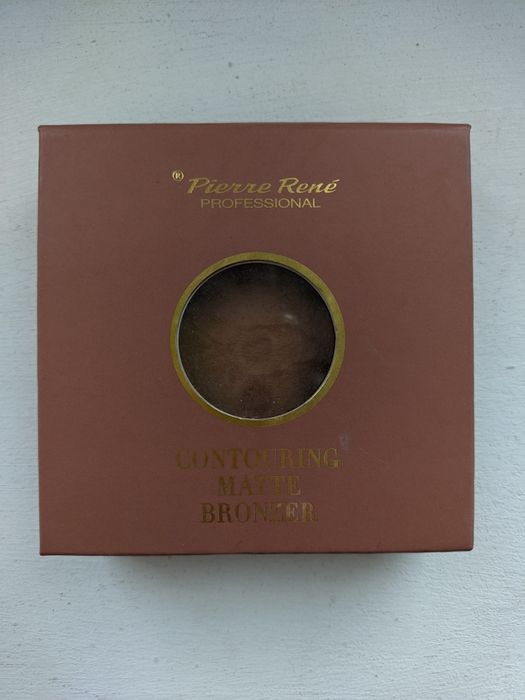 ® Pierre René
PROFESSIONAL
CONTOURING
MATTE
BRONZER